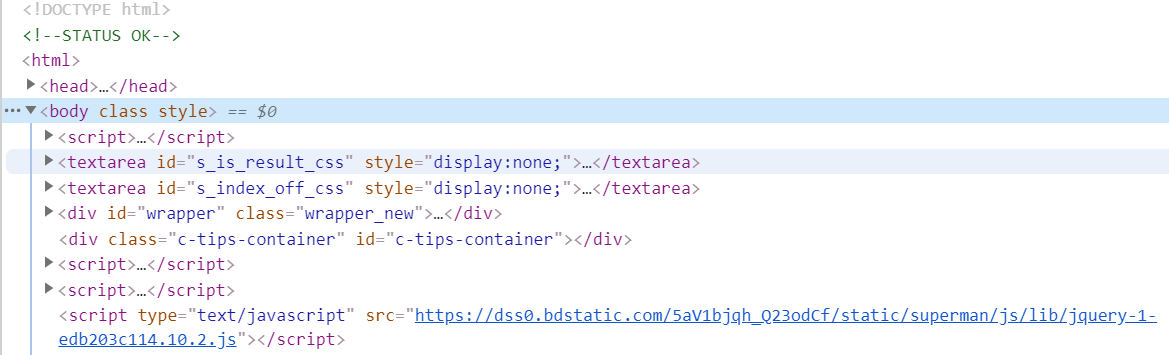 <!DOCTYPE html>
<!--STATUS OK-->
<html>
<head>…</head>
<body class style> == $0
<script>…</script>
<textarea id="s_is_result_css" style="display:none;">…</textarea>
<textarea id="s_index_off_css" style="display:none;">…</textarea>
<div id="wrapper" class="wrapper_new">…</div>
<div class="c-tips-container" id="c-tips-container"></div>
<script>…</script>
<script>…</script>
<script type="text/javascript" src="https://dss0.bdstatic.com/5aV1bjqh_Q23odCf/static/superman/js/lib/jquery-1-
edb203c114.10.2.js"></script>